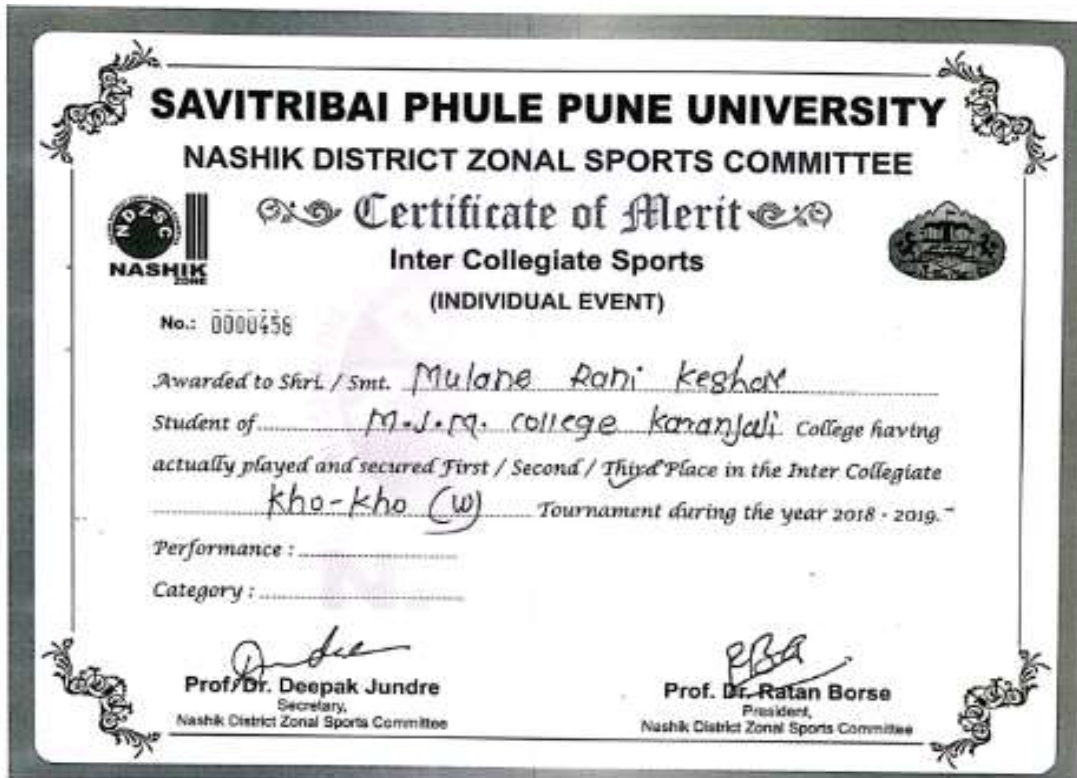 SAVITRIBAI PHULE PUNE UNIVERSITY
NASHIK DISTRICT ZONAL SPORTS COMMITTEE
Certificate of Merit
NDZSC
NASHIK
ZONE
Inter Collegiate Sports
(INDIVIDUAL EVENT)
No.: 0000458
Awarded to Shri. / Smt. Mulane Rani Keshav
Student of M.J.M. College Karanjali College having
actually played and secured First / Second / Third Place in the Inter Collegiate
Kho-Kho (W) Tournament during the year 2018 - 2019.
Performance :
Category :
Prof. Dr. Deepak Jundre
Secretary,
Nashik District Zonal Sports Committee
Prof. Dr. Ratan Borse
President,
Nashik District Zonal Sports Committee